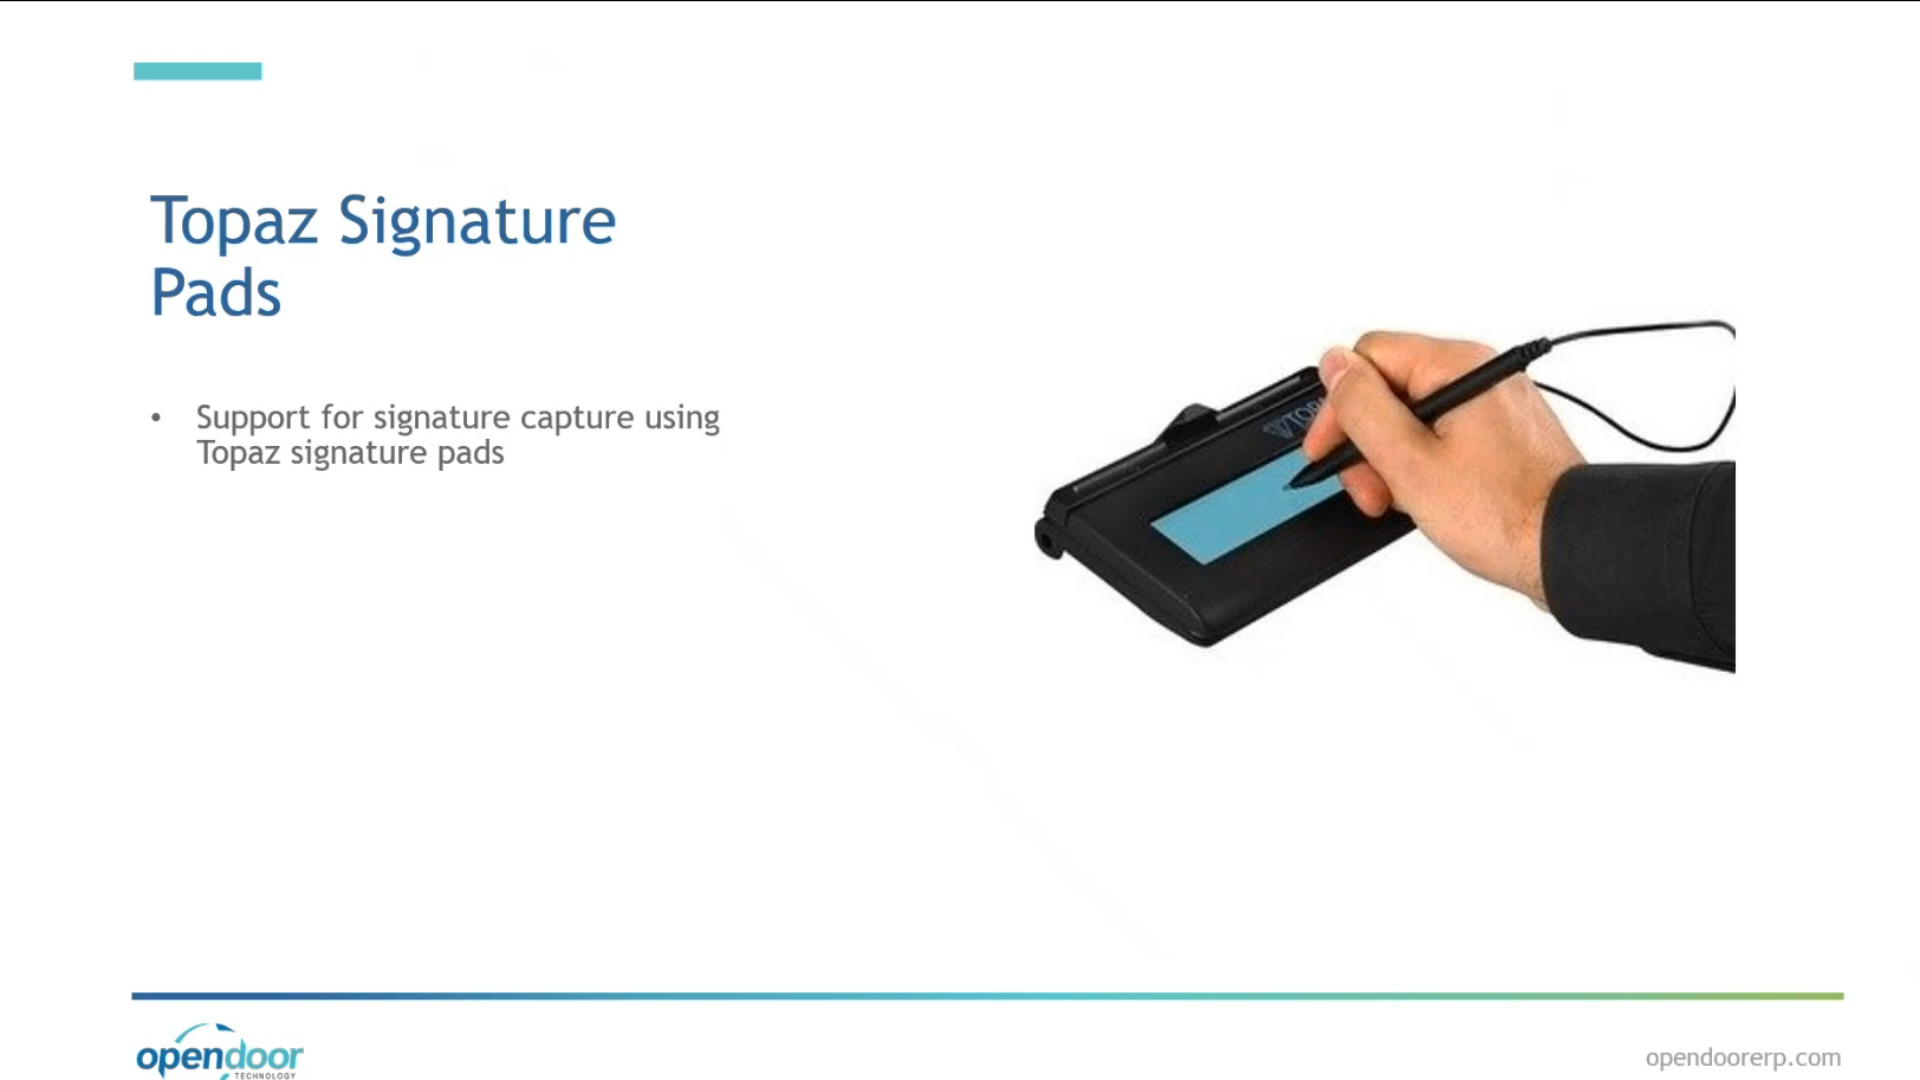 Topaz Signature
Pads
• Support for signature capture using
Topaz signature pads
opendoor
TECHNOLOGY
opendoorerp.com